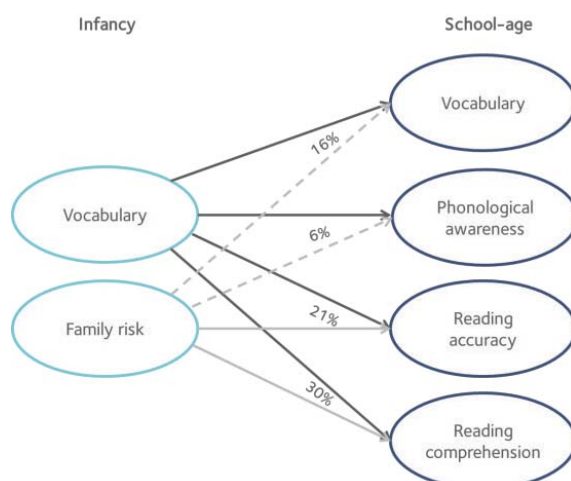 Infancy
School-age
Vocabulary
16%
Vocabulary
Phonological
awareness
6%
Family risk
21%
Reading
accuracy
30%
Reading
comprehension